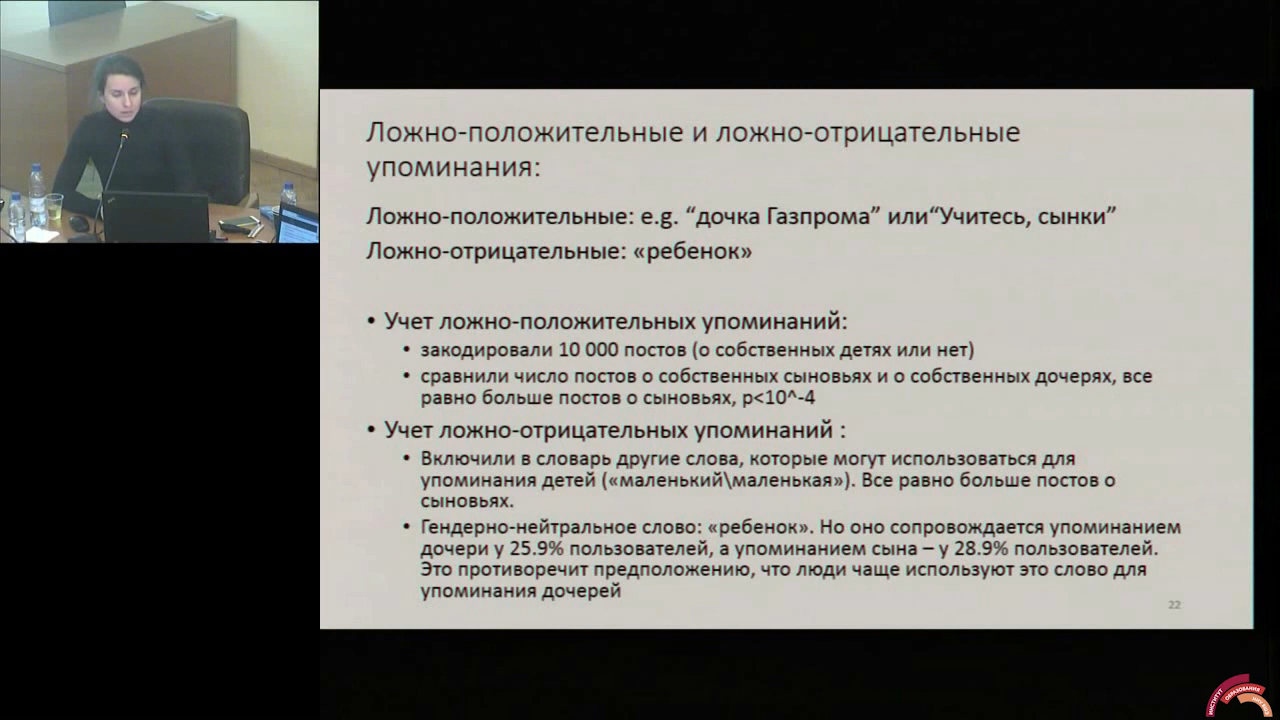 Ложно-положительные и ложно-отрицательные
упоминания:
Ложно-положительные: e.g. “дочка Газпрома” или“Учитесь, сынки”
Ложно-отрицательные: «ребенок»
• Учет ложно-положительных упоминаний:
• закодировали 10 000 постов (о собственных детях или нет)
• сравнили число постов о собственных сыновьях и о собственных дочерях, все
равно больше постов о сыновьях, p<10^-4
• Учет ложно-отрицательных упоминаний :
• Включили в словарь другие слова, которые могут использоваться для
упоминания детей («маленький\маленькая»). Все равно больше постов о
сыновьях.
• Гендерно-нейтральное слово: «ребенок». Но оно сопровождается упоминанием
дочери у 25.9% пользователей, а упоминанием сына – у 28.9% пользователей.
Это противоречит предположению, что люди чаще используют это слово для
упоминания дочерей
22
ИНСТИТУТ
ОБРАЗОВАНИЯ